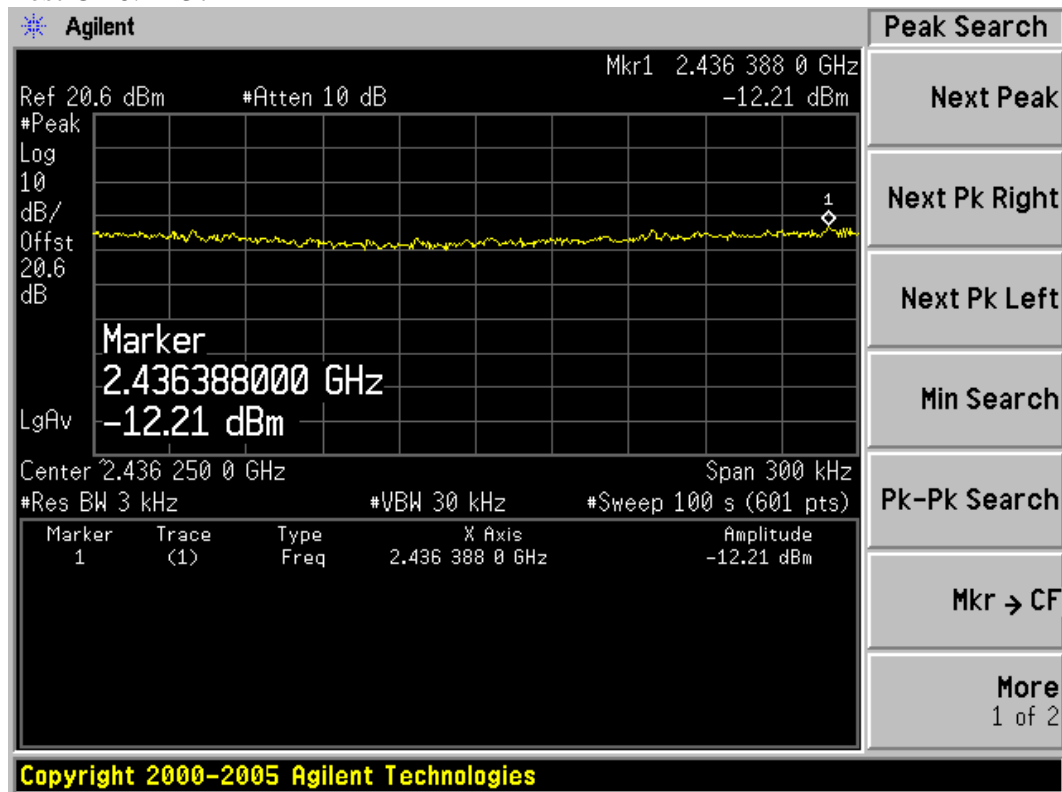 Agilent
Peak Search
Mkr1 2.436 388 0 GHz
Ref 20.6 dBm #Atten 10 dB -12.21 dBm
Next Peak
#Peak
Log
10
dB/
Offst
20.6
dB
1
Next Pk Right
Next Pk Left
Marker
2.436388000 GHz
-12.21 dBm
LgAv
Min Search
Center 2.436 250 0 GHz Span 300 kHz
#Res BW 3 kHz #VBW 30 kHz #Sweep 100 s (601 pts)
Pk-Pk Search
Marker Trace Type X Axis Amplitude
1 (1) Freq 2.436 388 0 GHz -12.21 dBm
Mkr → CF
More
1 of 2
Copyright 2000-2005 Agilent Technologies